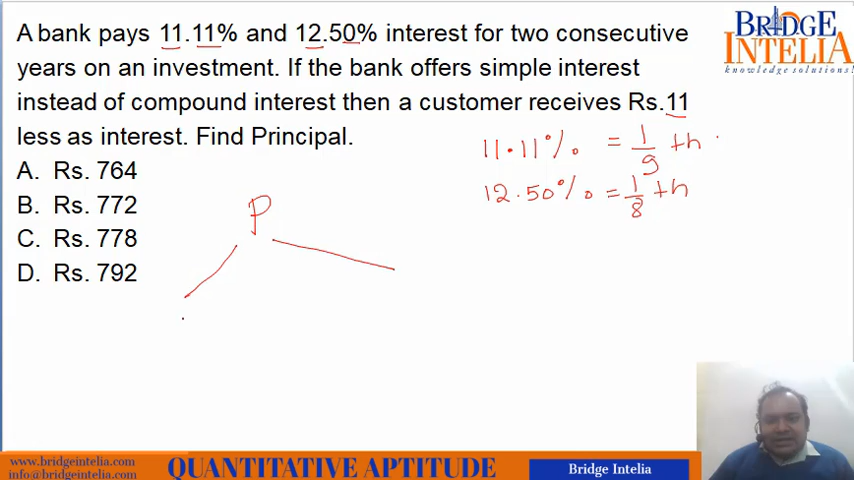 A bank pays 11.11% and 12.50% interest for two consecutive
years on an investment. If the bank offers simple interest
instead of compound interest then a customer receives Rs.11
less as interest. Find Principal.
A. Rs. 764
B. Rs. 772
C. Rs. 778
D. Rs. 792
11.11% = 1/9 th
12.50% = 1/8 th
P
BRIDGE
INTELIA
knowledge solutions!
www.bridgeintelia.com
info@bridgeintelia.com
QUANTITATIVE APTITUDE
Bridge Intelia